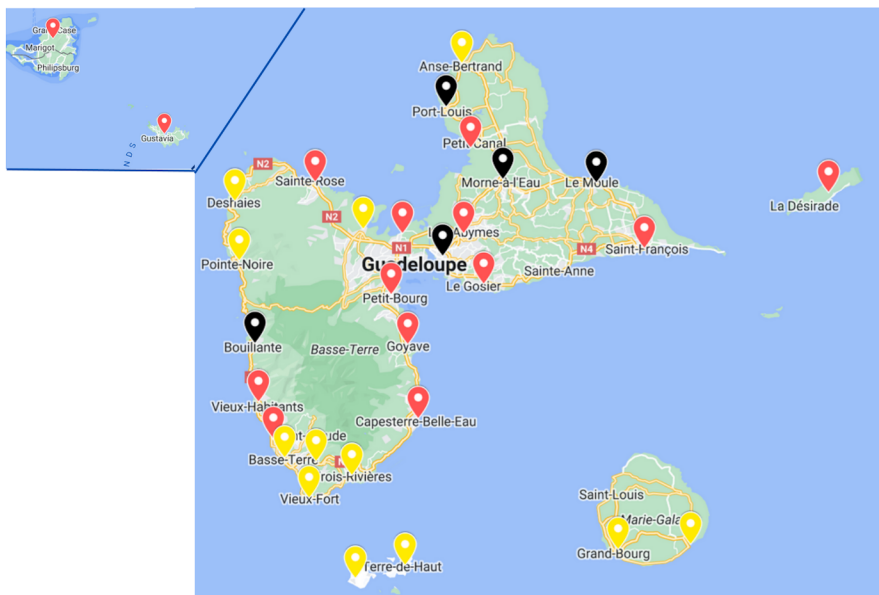 Grand Case
Marigot
Philipsburg
Gustavia
N D S
Anse-Bertrand
Port-Louis
Petit Canal
N2
Sainte-Rose
Morne-à-l'Eau
Le Moule
Deshaies
La Désirade
N2
Abymes
N1
N4
Saint-François
Pointe-Noire
Guadeloupe
Sainte-Anne
Le Gosier
Petit-Bourg
Bouillante
Basse-Terre
Goyave
Vieux-Habitants
Capesterre-Belle-Eau
ude
Basse-Terre
rois-Rivières
Vieux-Fort
Saint-Louis
Marie-Gala
Grand-Bourg
Terre-de-Haut